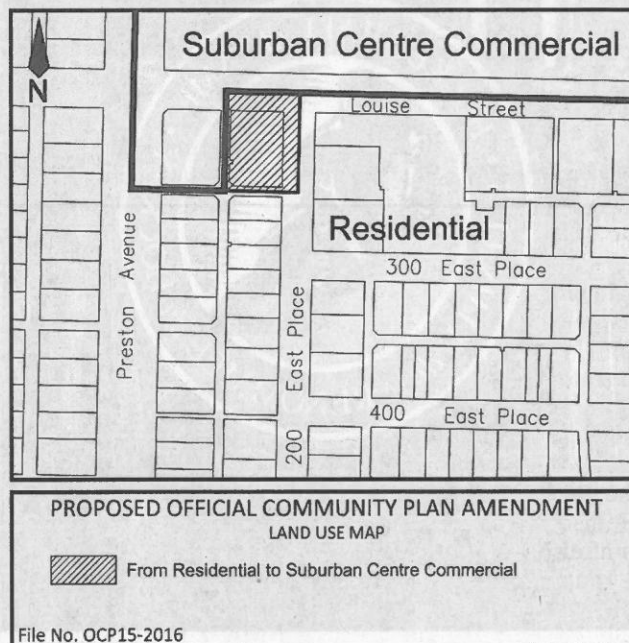 Suburban Centre Commercial
N
Louise Street
Residential
300 East Place
Preston Avenue
East Place
200
400 East Place
PROPOSED OFFICIAL COMMUNITY PLAN AMENDMENT
LAND USE MAP
From Residential to Suburban Centre Commercial
File No. OCP15-2016